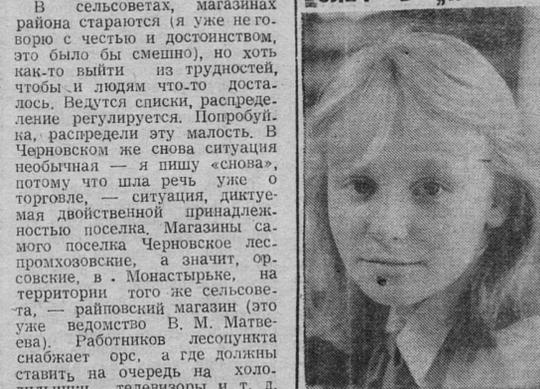 В сельсоветах, магазинах
района стараются (я уже не го-
ворю с честью и достоинством,
это было бы смешно), но хоть
как-то выйти из трудностей,
чтобы и людям что-то доста-
лось. Ведутся списки, распреде-
ление регулируется. Попробуй-
ка, распредели эту малость. В
Черновском же снова ситуация
необычная — я пишу «снова»,
потому что шла речь уже о
торговле, — ситуация, диктуе-
мая двойственной принадлеж-
ностью поселка. Магазины са-
мого поселка Черновское лес-
промхозовские, а значит, ор-
совские, в Монастырьке, на
территории того же сельсове-
та, — райповский магазин (это
уже ведомство В. М. Матве-
ева). Работников лесопункта
снабжает орс, а где должны
ставить на очередь на холо-
дильники, телевизоры и т. д.